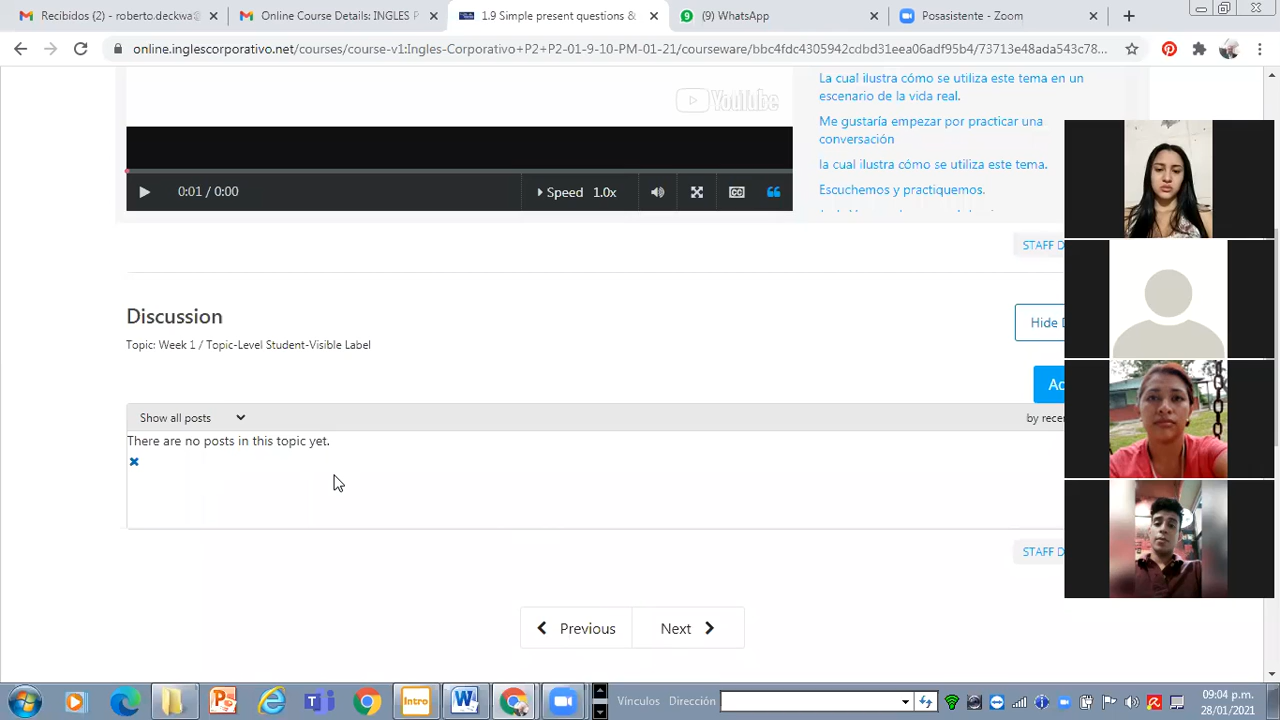 Recibidos (2) - roberto.deckwa
Online Course Details: INGLES P
1.9 Simple present questions &
(9) WhatsApp
Posasistente - Zoom
online.inglescorporativo.net/courses/course-v1:Ingles-Corporativo+P2+P2-01-9-10-PM-01-21/courseware/bbc4fdc4305942cdbd31eea06adf95b4/73713e48ada543c78...
YouTube
0:01 / 0:00
Speed 1.0x
La cual ilustra cómo se utiliza este tema en un
escenario de la vida real.
Me gustaría empezar por practicar una
conversación
la cual ilustra cómo se utiliza este tema.
Escuchemos y practiquemos.
STAFF D
Discussion
Hide D
Topic: Week 1 / Topic-Level Student-Visible Label
Ad
Show all posts
by recen
There are no posts in this topic yet.
STAFF D
Previous
Next
Intro
Vínculos
Dirección
09:04 p.m.
28/01/2021